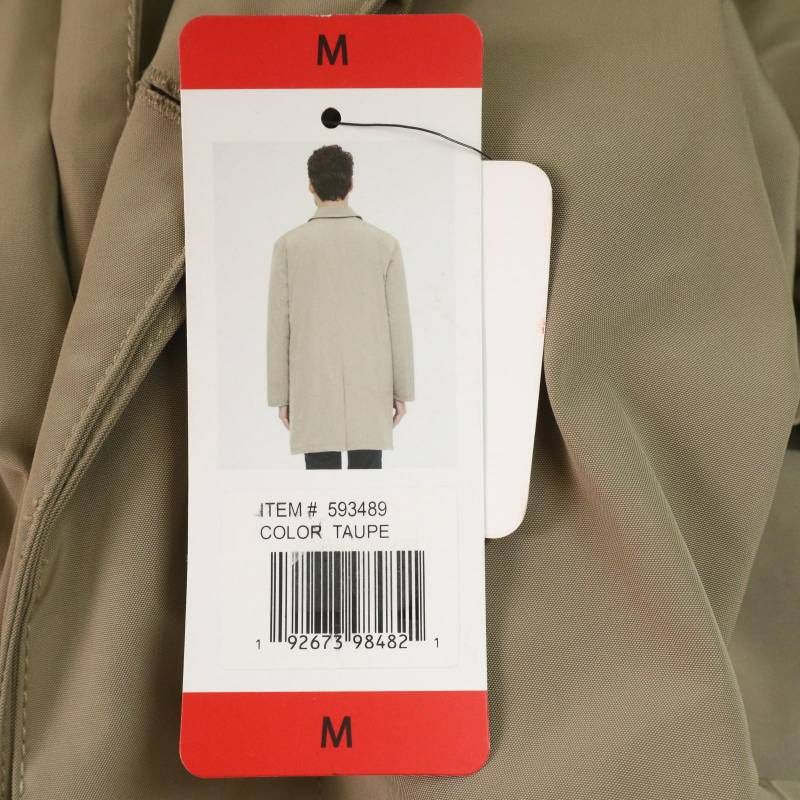 M
ITEM # 593489
COLOR TAUPE
1 92673 98482 1
M